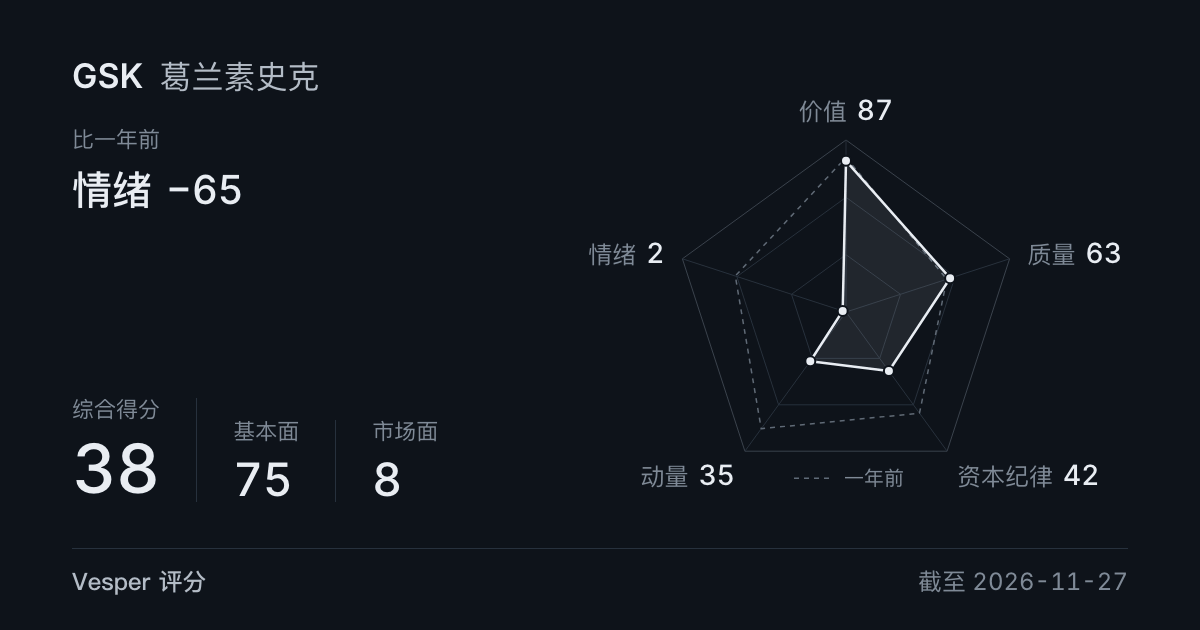 GSK 葛兰素史克
比一年前
情绪 −65
综合得分
38
基本面
75
市场面
8
价值 87
质量 63
资本纪律 42
动量 35
情绪 2
一年前
Vesper 评分
截至 2026-11-27